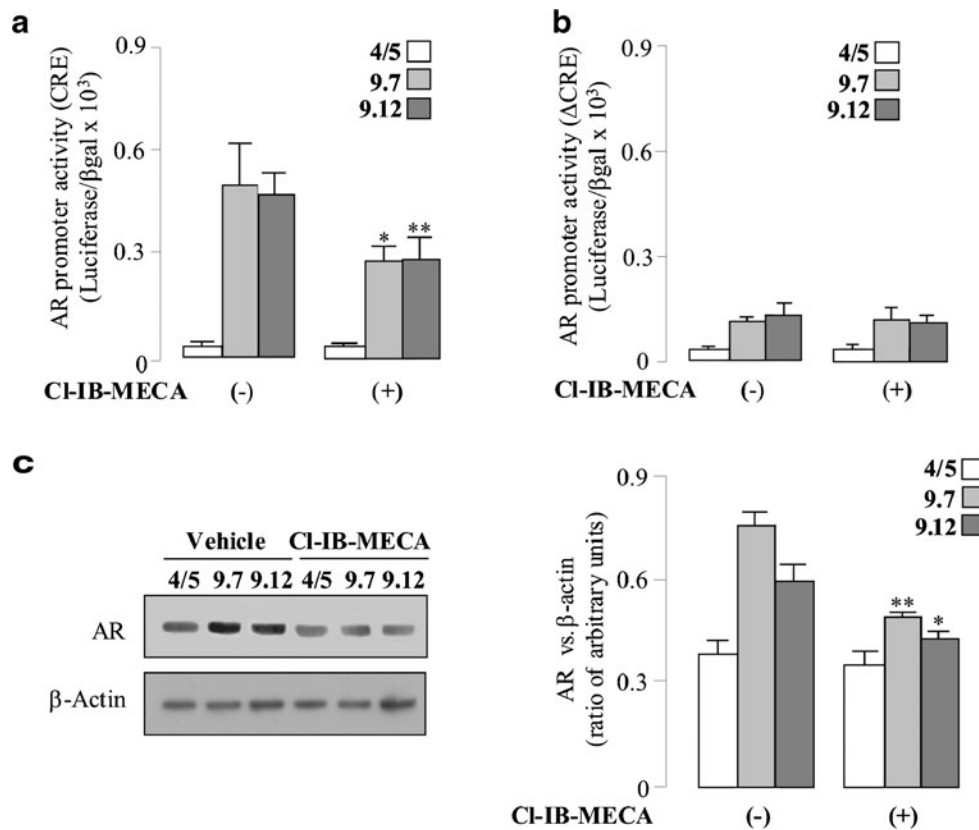 a
AR promoter activity (CRE)
(Luciferase/βgal x 10³)
0.9
0.6
0.3
0
4/5
9.7
9.12
*
**
Cl-IB-MECA (-) (+)
b
AR promoter activity (ΔCRE)
(Luciferase/βgal x 10³)
0.9
0.6
0.3
0
4/5
9.7
9.12
Cl-IB-MECA (-) (+)
c
Vehicle Cl-IB-MECA
4/5 9.7 9.12 4/5 9.7 9.12
AR
β-Actin
AR vs. β-actin
(ratio of arbitrary units)
0.9
0.6
0.3
0
4/5
9.7
9.12
**
*
Cl-IB-MECA (-) (+)